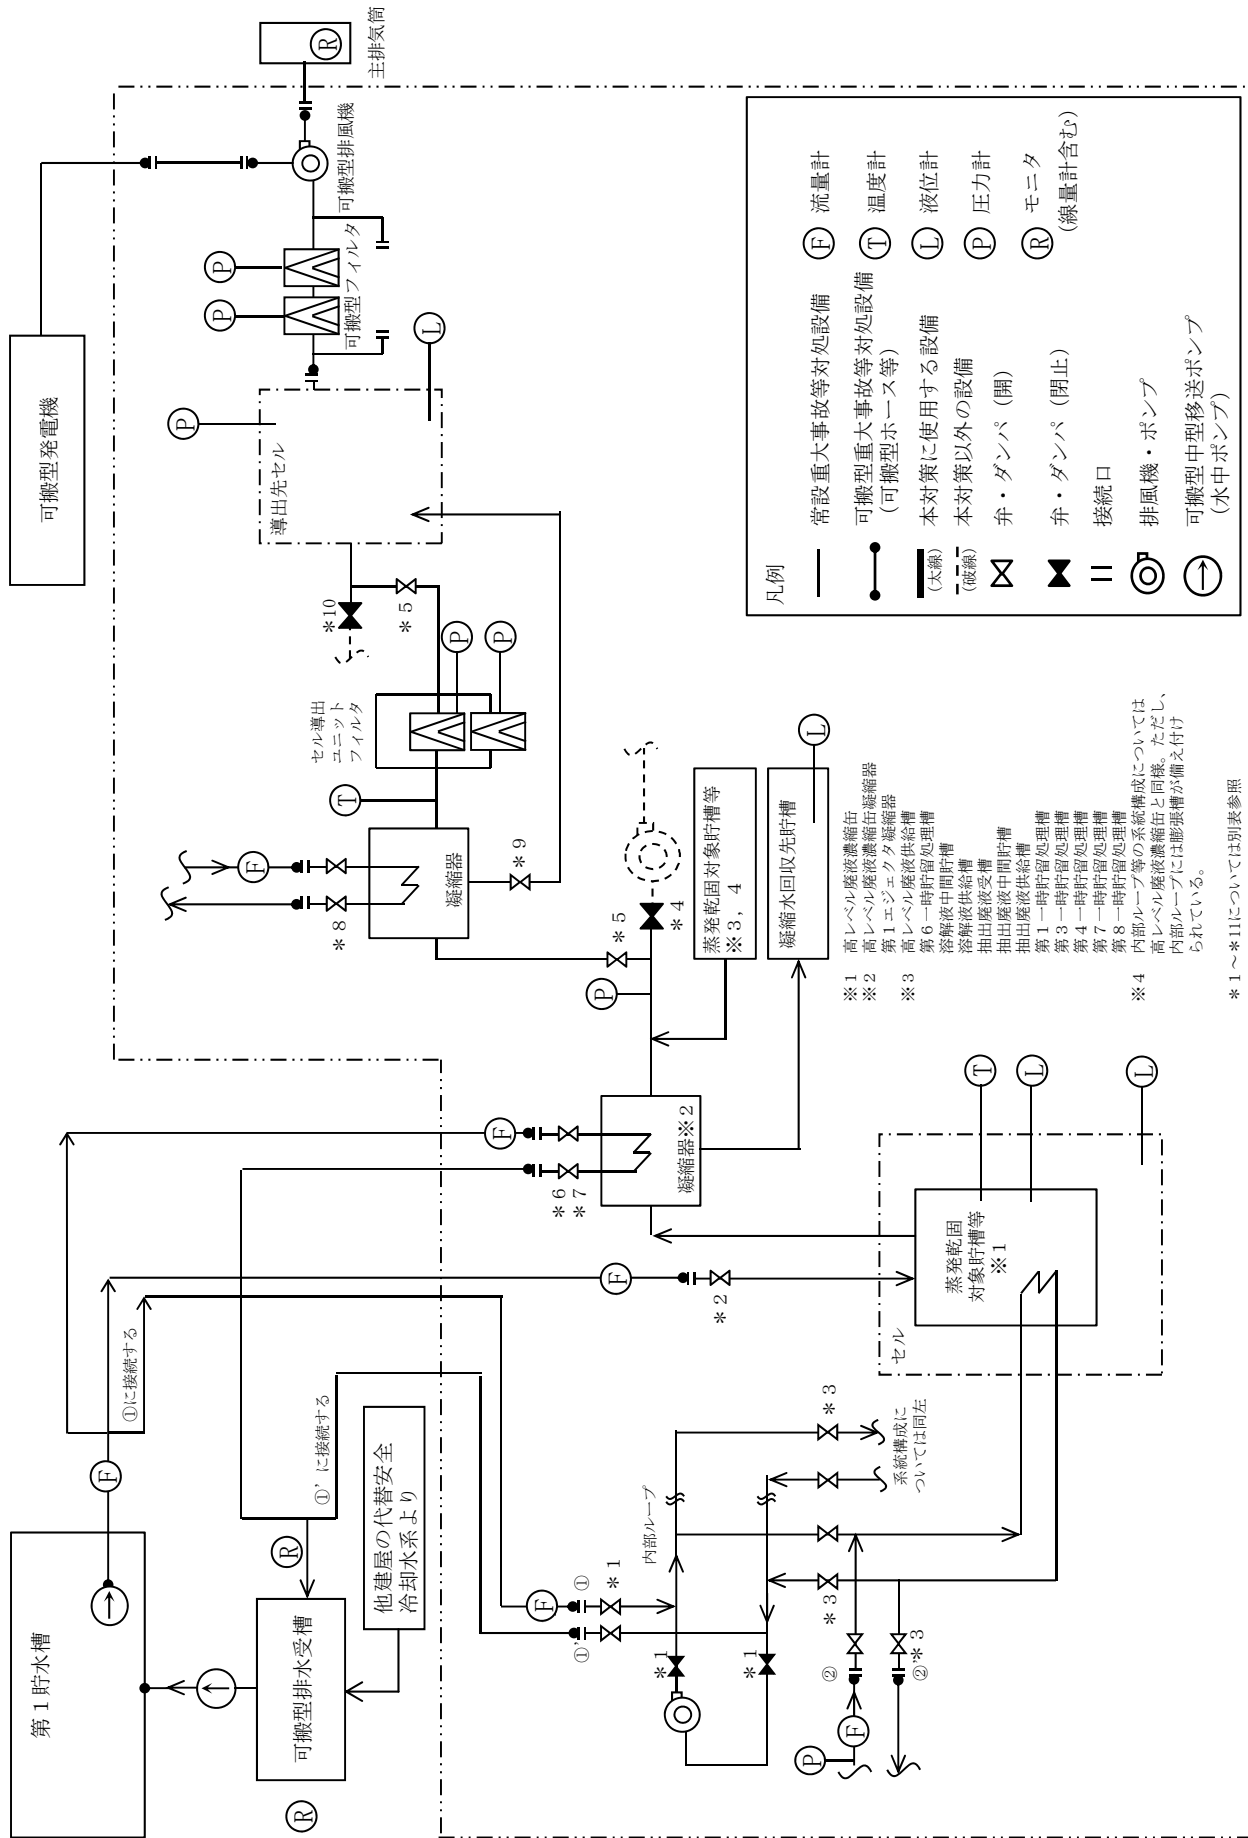 可搬型発電機
主排気筒
R
可搬型排風機
可搬型フィルタ
P
P
L
P
導出先セル
＊10
＊5
P
P
セル導出
ユニット
フィルタ
T
F
凝縮器
＊8
＊9
＊5
＊4
P
蒸発乾固対象貯槽等
※3，4
凝縮水回収先貯槽
L
凝縮器※2
F
＊6
＊7
F
＊2
蒸発乾固
対象貯槽等
※1
セル
T
L
L
第1貯水槽
F
①に接続する
①’に接続する
R
可搬型排水受槽
R
他建屋の代替安全
冷却水系より
F
①
①’
＊1
内部ループ
＊1
＊1
＊3
＊3
系統構成に
ついては同左
②
②’
＊3
P
F
凡例
常設重大事故等対処設備
可搬型重大事故等対処設備
(可搬型ホース等)
(太線)
本対策に使用する設備
(破線)
本対策以外の設備
弁・ダンパ（開）
弁・ダンパ（閉止）
接続口
排風機・ポンプ
可搬型中型移送ポンプ
（水中ポンプ）
F 流量計
T 温度計
L 液位計
P 圧力計
R モニタ
(線量計含む)
※1 高レベル廃液濃縮缶
※2 高レベル廃液濃縮缶凝縮器
第1エジェクタ凝縮器
※3 高レベル廃液供給槽
第6一時貯留処理槽
溶解液中間貯槽
溶解液供給槽
抽出廃液受槽
抽出廃液中間貯槽
抽出廃液供給槽
第1一時貯留処理槽
第3一時貯留処理槽
第4一時貯留処理槽
第7一時貯留処理槽
第8一時貯留処理槽
※4 内部ループ等の系統構成については
高レベル廃液濃縮缶と同様。ただし、
内部ループには膨張槽が備え付け
られている。
＊1～＊11については別表参照